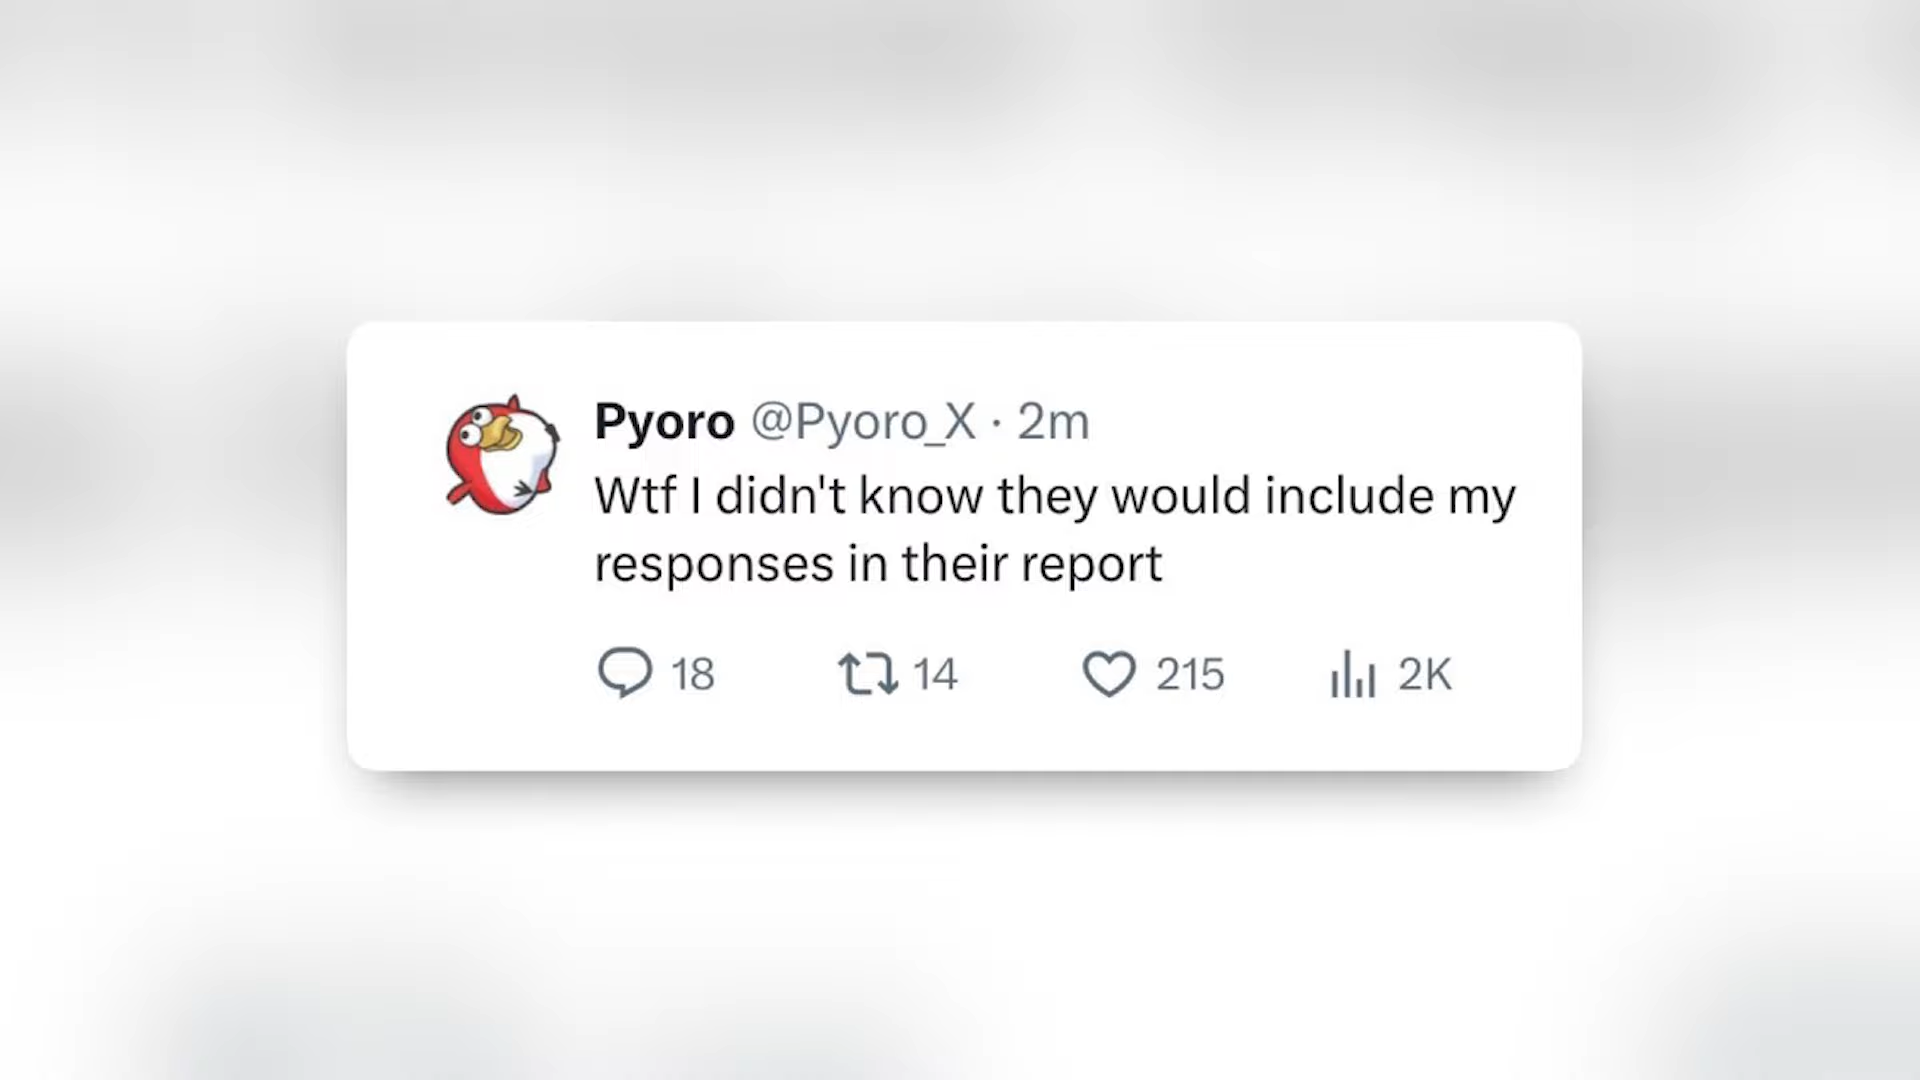 Pyoro @Pyoro_X · 2m
Wtf I didn't know they would include my
responses in their report
18 14 215 2K